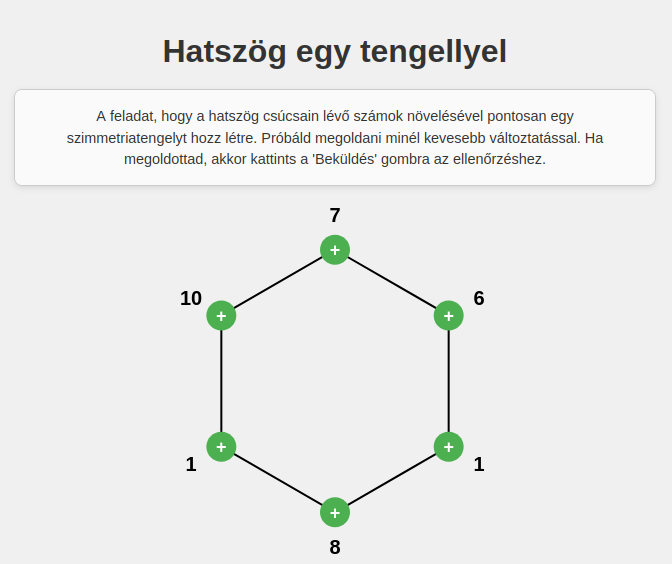 Hatszög egy tengellyel
A feladat, hogy a hatszög csúcsain lévő számok növelésével pontosan egy
szimmetriatengelyt hozz létre. Próbáld megoldani minél kevesebb változtatással. Ha
megoldottad, akkor kattints a 'Beküldés' gombra az ellenőrzéshez.
7
+
10 6
+ +
+ +
1 1
+
8